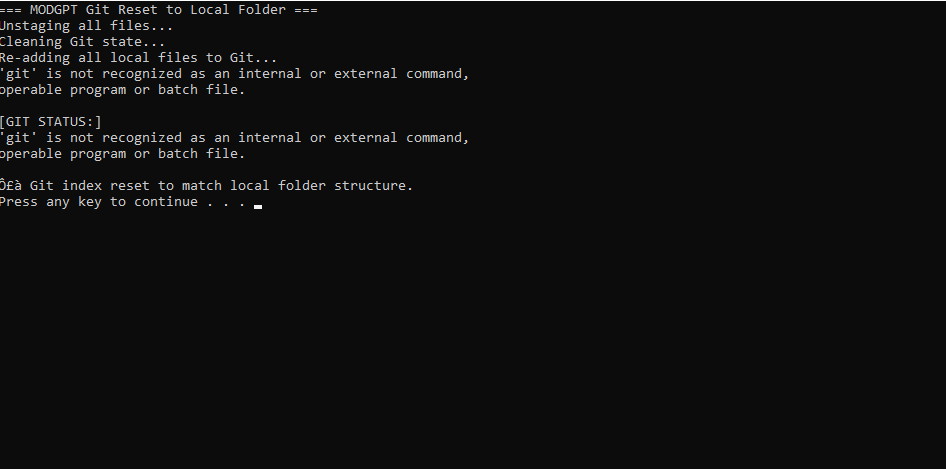 === MODGPT Git Reset to Local Folder ===
Unstaging all files...
Cleaning Git state...
Re-adding all local files to Git...
'git' is not recognized as an internal or external command,
operable program or batch file.
[GIT STATUS:]
'git' is not recognized as an internal or external command,
operable program or batch file.
Ô£à Git index reset to match local folder structure.
Press any key to continue . . .